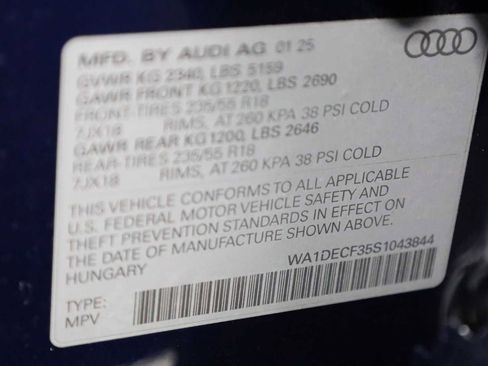 MFD. BY AUDI AG 01 25
GVWR KG 2340, LBS 5159
GAWR FRONT KG 1220, LBS 2690
FRONT-TIRES 235/55 R18
7JX18 RIMS, AT 260 KPA 38 PSI COLD
GAWR REAR KG 1200, LBS 2646
REAR-TIRES 235/55 R18
7JX18 RIMS, AT 260 KPA 38 PSI COLD
THIS VEHICLE CONFORMS TO ALL APPLICABLE
U.S. FEDERAL MOTOR VEHICLE SAFETY AND
THEFT PREVENTION STANDARDS IN EFFECT ON
THE DATE OF MANUFACTURE SHOWN ABOVE.
HUNGARY WA1DECF35S1043844
TYPE:
MPV